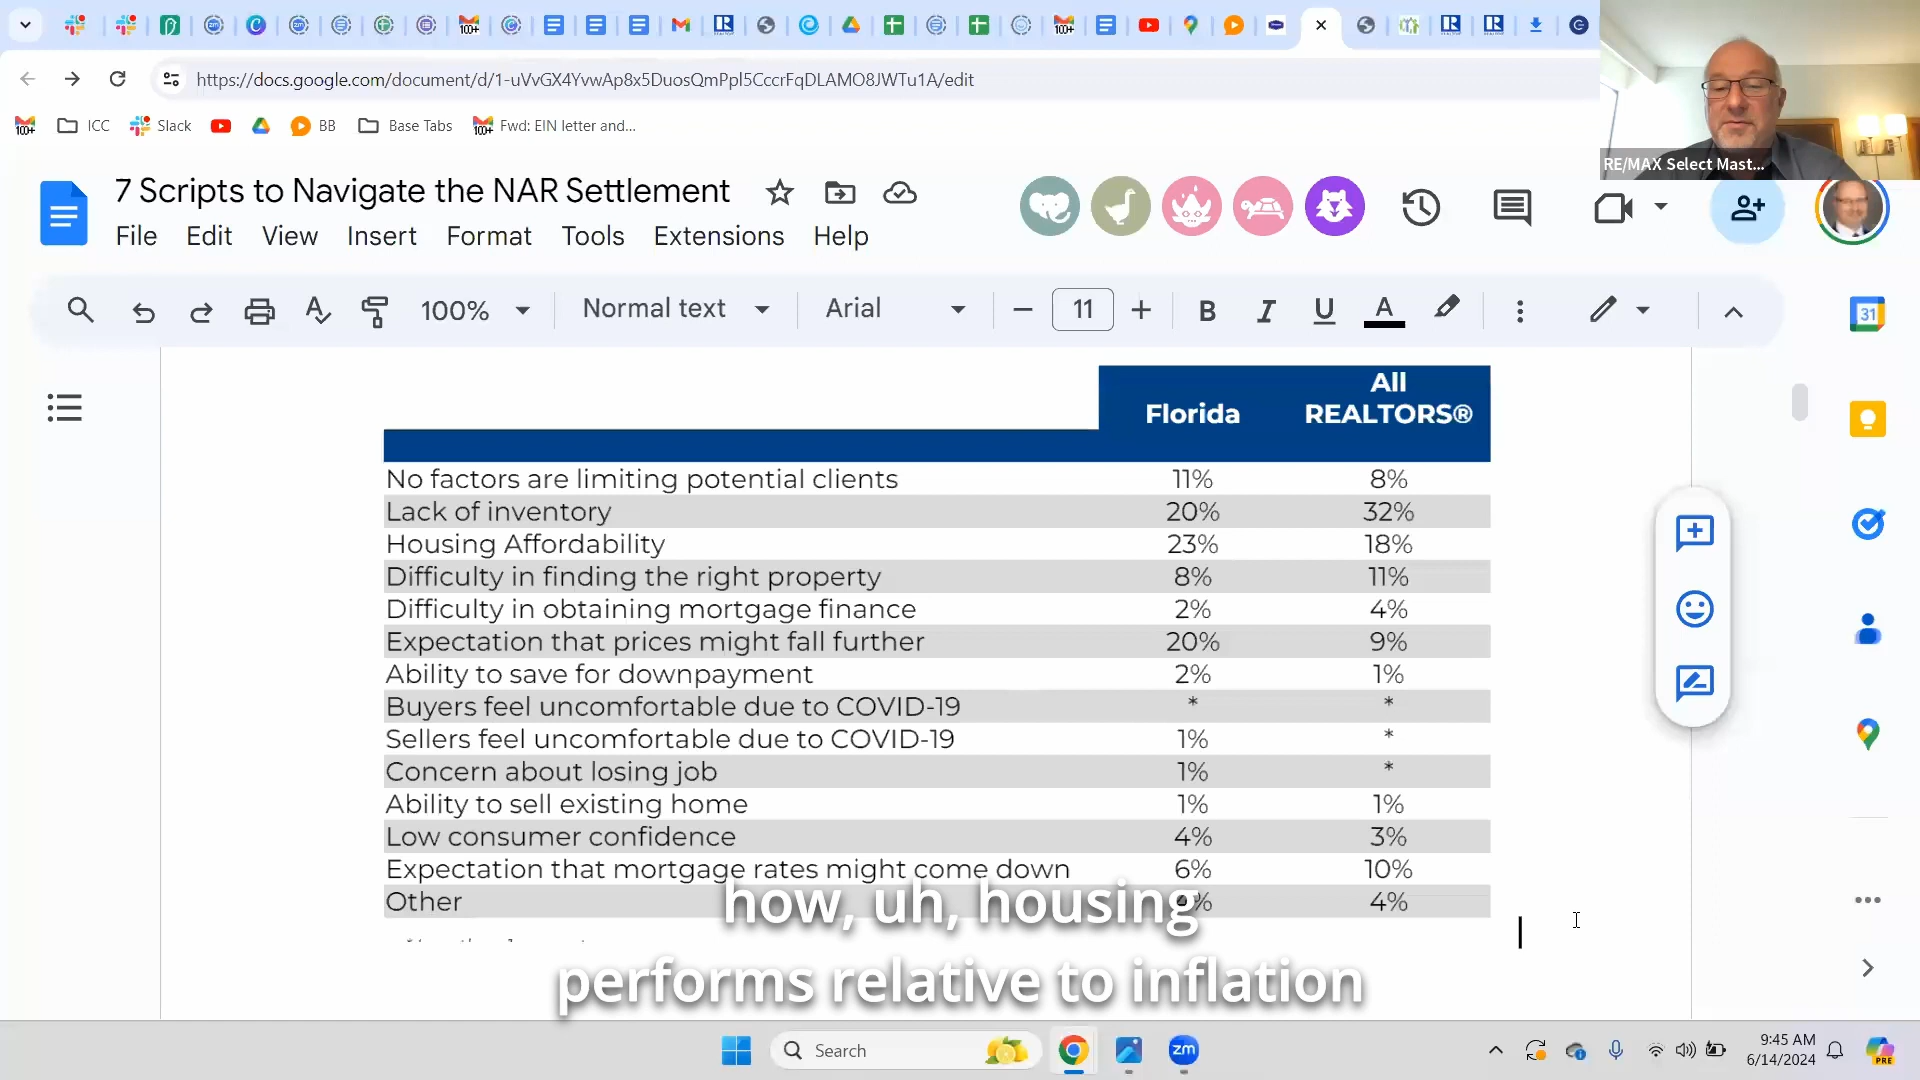 https://docs.google.com/document/d/1-uVvGX4YvwAp8x5DuosQmPpl5CccrFqDLAMO8JWTu1A/edit
ICC Slack BB Base Tabs Fwd: EIN letter and...
RE/MAX Select Mast...
7 Scripts to Navigate the NAR Settlement
File Edit View Insert Format Tools Extensions Help
100% Normal text Arial 11
Florida All REALTORS®
No factors are limiting potential clients 11% 8%
Lack of inventory 20% 32%
Housing Affordability 23% 18%
Difficulty in finding the right property 8% 11%
Difficulty in obtaining mortgage finance 2% 4%
Expectation that prices might fall further 20% 9%
Ability to save for downpayment 2% 1%
Buyers feel uncomfortable due to COVID-19 * *
Sellers feel uncomfortable due to COVID-19 1% *
Concern about losing job 1% *
Ability to sell existing home 1% 1%
Low consumer confidence 4% 3%
Expectation that mortgage rates might come down 6% 10%
Other 4%
how, uh, housing
performs relative to inflation
Search
9:45 AM
6/14/2024